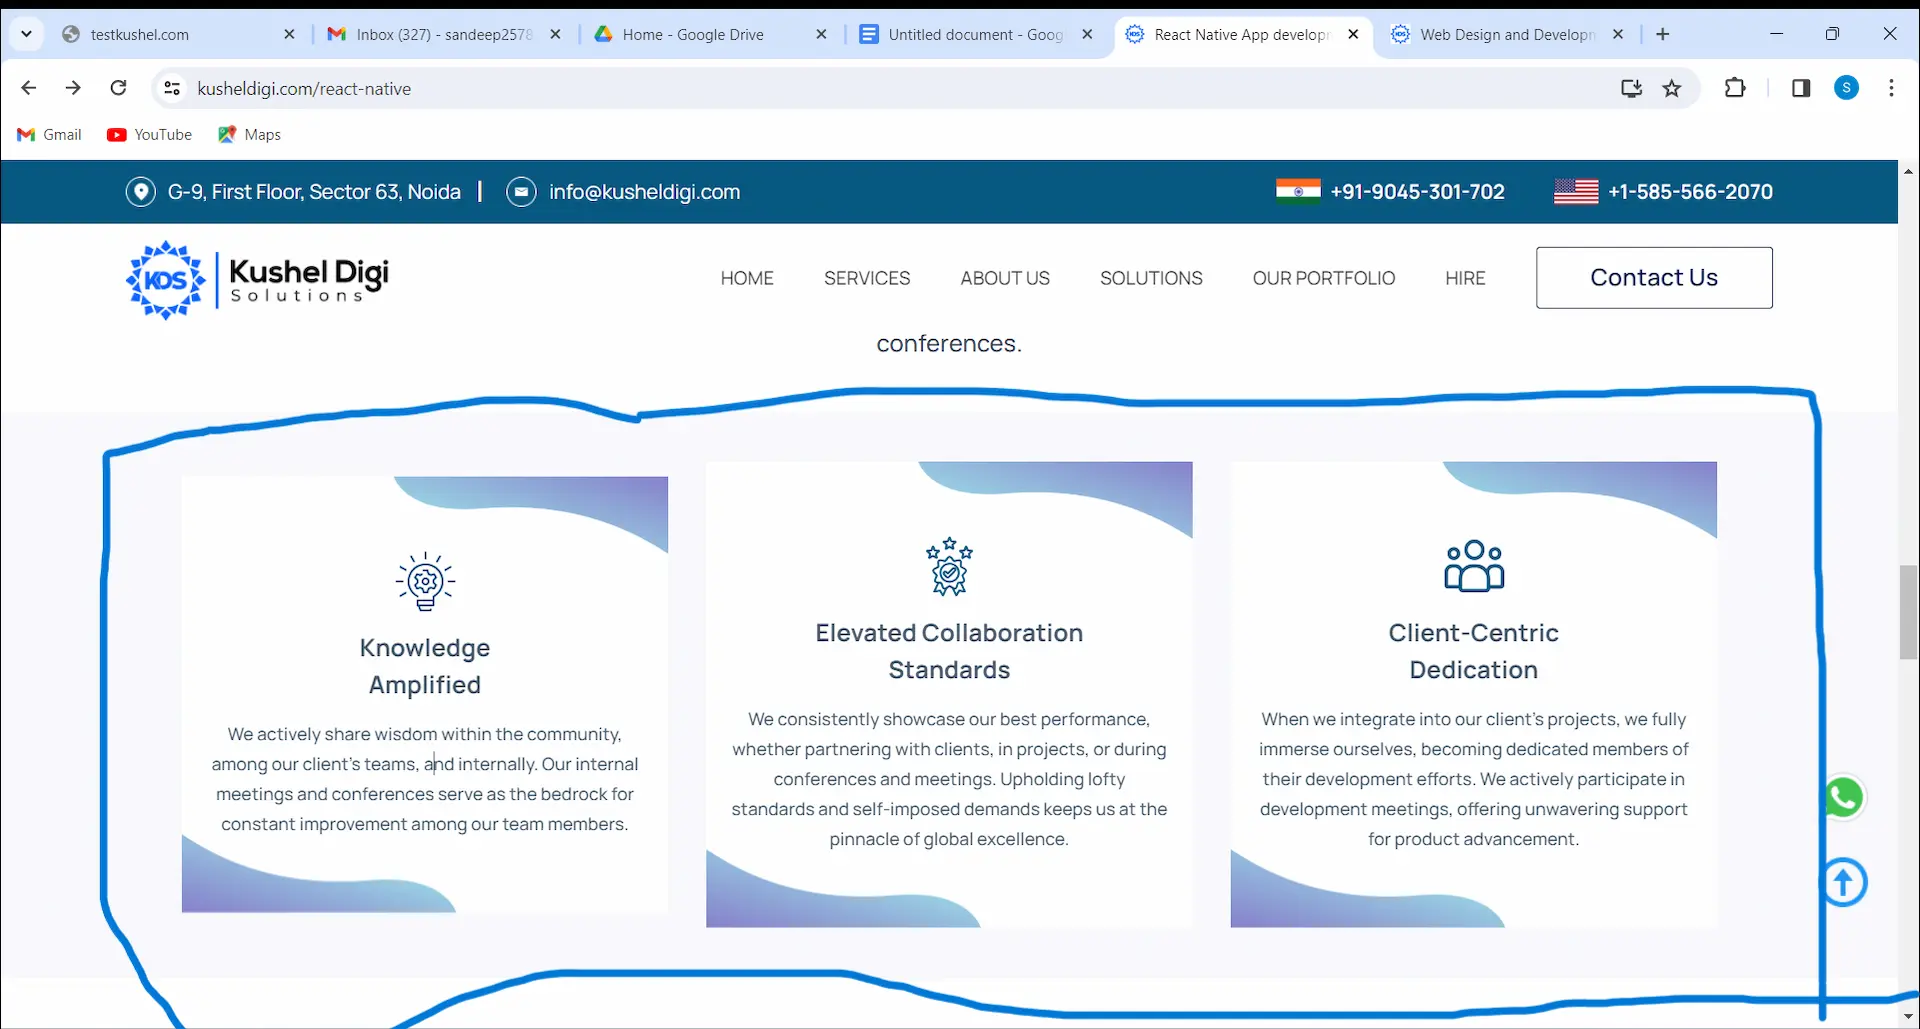 testkushel.com
Inbox (327) - sandeep2578
Home - Google Drive
Untitled document - Goog
React Native App developn
Web Design and Developn
kusheldigi.com/react-native
S
Gmail
YouTube
Maps
G-9, First Floor, Sector 63, Noida | info@kusheldigi.com
+91-9045-301-702
+1-585-566-2070
KDS
Kushel Digi
Solutions
HOME
SERVICES
ABOUT US
SOLUTIONS
OUR PORTFOLIO
HIRE
Contact Us
conferences.
Knowledge
Amplified
We actively share wisdom within the community,
among our client's teams, and internally. Our internal
meetings and conferences serve as the bedrock for
constant improvement among our team members.
Elevated Collaboration
Standards
We consistently showcase our best performance,
whether partnering with clients, in projects, or during
conferences and meetings. Upholding lofty
standards and self-imposed demands keeps us at the
pinnacle of global excellence.
Client-Centric
Dedication
When we integrate into our client's projects, we fully
immerse ourselves, becoming dedicated members of
their development efforts. We actively participate in
development meetings, offering unwavering support
for product advancement.